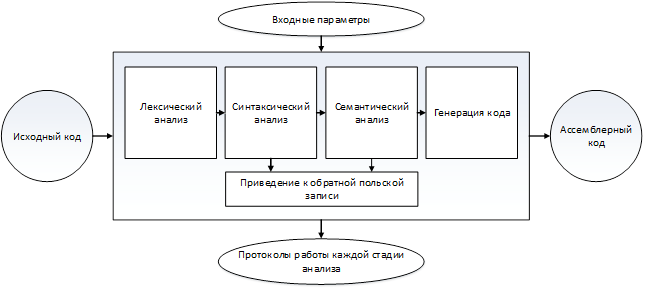 Входные параметры
Исходный код
Лексический
анализ
Синтаксический
анализ
Семантический
анализ
Генерация кода
Приведение к обратной польской
записи
Ассемблерный
код
Протоколы работы каждой стадии
анализа